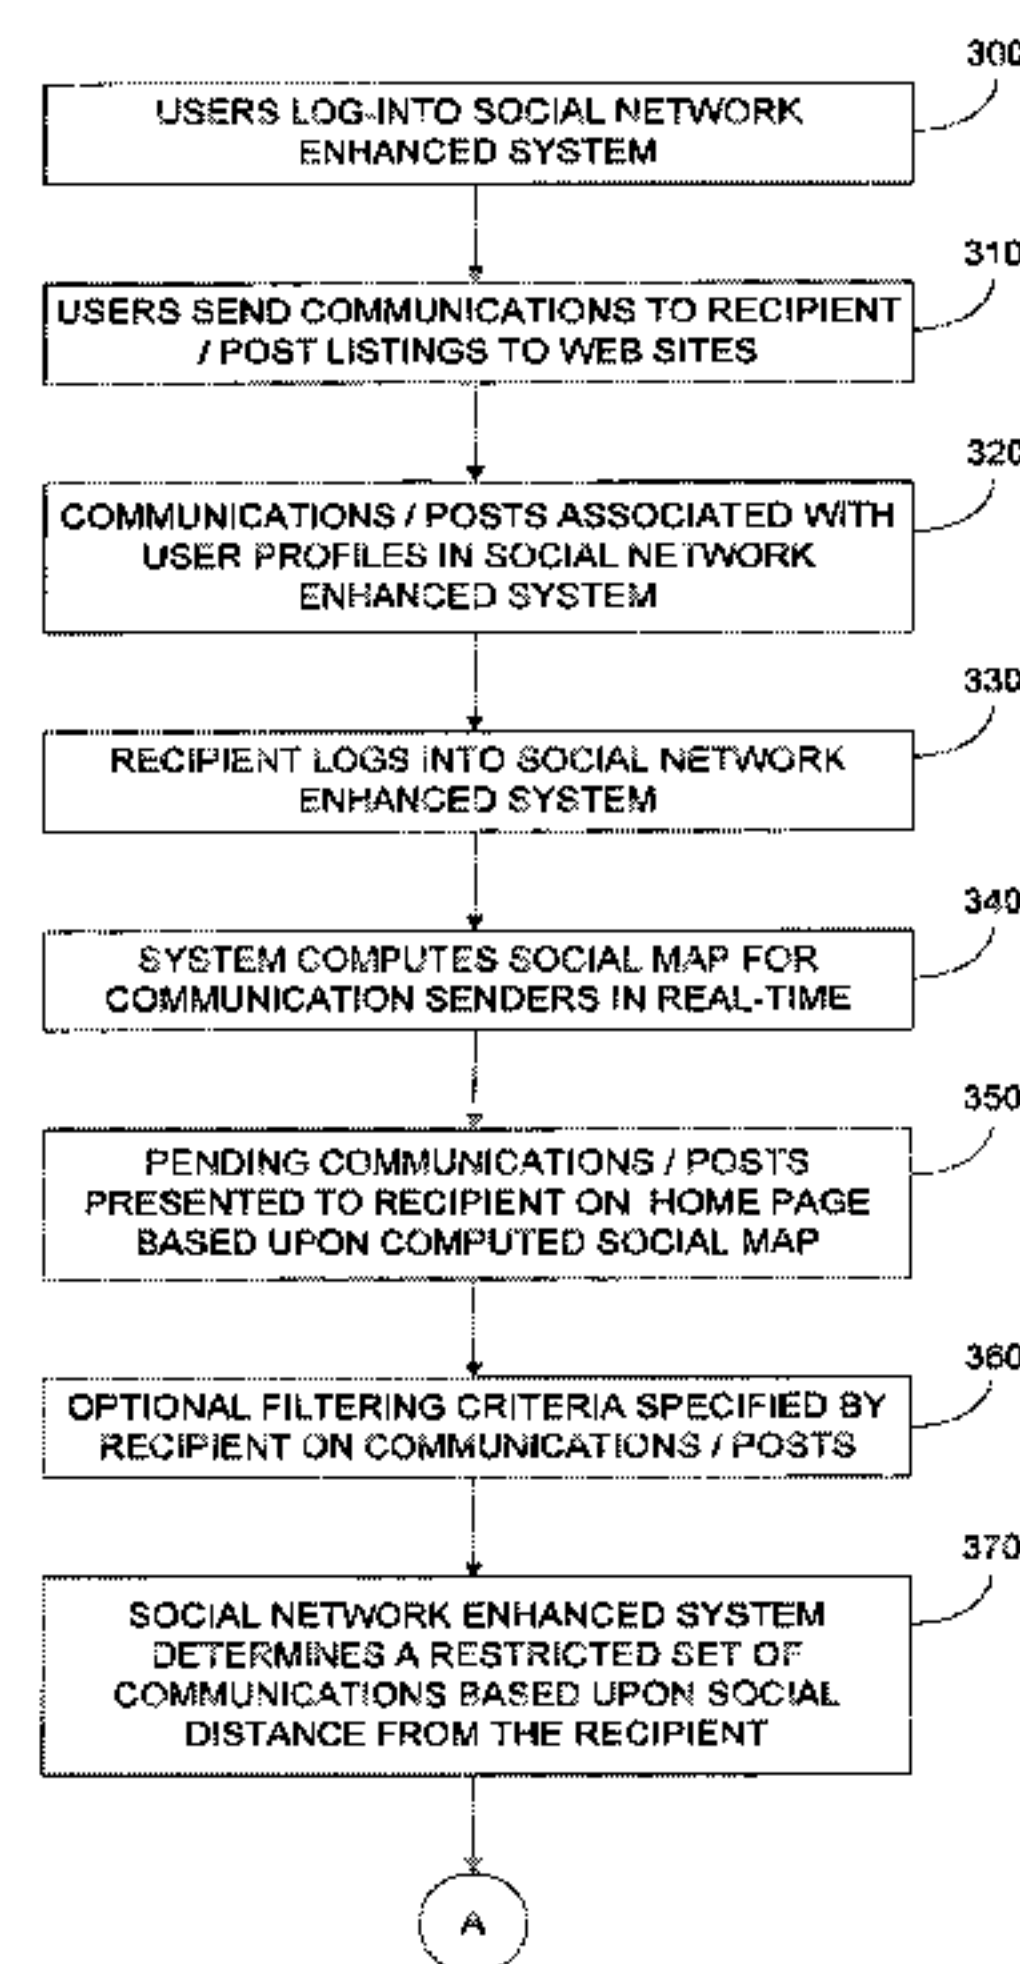 300
USERS LOG-INTO SOCIAL NETWORK
ENHANCED SYSTEM
310
USERS SEND COMMUNICATIONS TO RECIPIENT
/ POST LISTINGS TO WEB SITES
320
COMMUNICATIONS / POSTS ASSOCIATED WITH
USER PROFILES IN SOCIAL NETWORK
ENHANCED SYSTEM
330
RECIPIENT LOGS INTO SOCIAL NETWORK
ENHANCED SYSTEM
340
SYSTEM COMPUTES SOCIAL MAP FOR
COMMUNICATION SENDERS IN REAL-TIME
350
PENDING COMMUNICATIONS / POSTS
PRESENTED TO RECIPIENT ON HOME PAGE
BASED UPON COMPUTED SOCIAL MAP
360
OPTIONAL FILTERING CRITERIA SPECIFIED BY
RECIPIENT ON COMMUNICATIONS / POSTS
370
SOCIAL NETWORK ENHANCED SYSTEM
DETERMINES A RESTRICTED SET OF
COMMUNICATIONS BASED UPON SOCIAL
DISTANCE FROM THE RECIPIENT
A